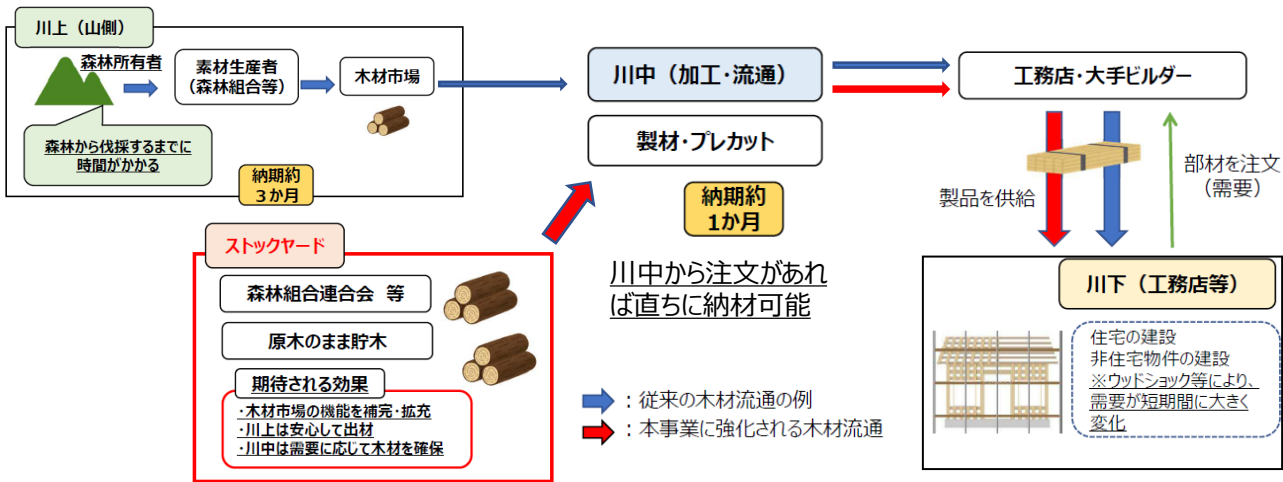 川上（山側）
森林所有者
素材生産者
（森林組合等）
木材市場
森林から伐採するまでに
時間がかかる
納期約
３か月
川中（加工・流通）
製材・プレカット
納期約
1か月
川中から注文があれ
ば直ちに納材可能
工務店・大手ビルダー
製品を供給
部材を注文
（需要）
ストックヤード
森林組合連合会 等
原木のまま貯木
期待される効果
・木材市場の機能を補完・拡充
・川上は安心して出材
・川中は需要に応じて木材を確保
：従来の木材流通の例
：本事業に強化される木材流通
川下（工務店等）
住宅の建設
非住宅物件の建設
※ウッドショック等により、
需要が短期間に大きく
変化